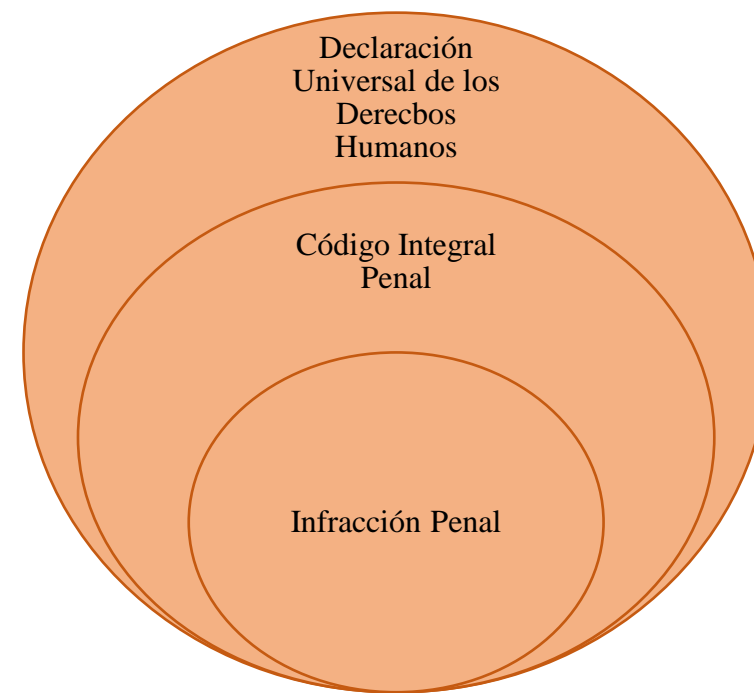 Declaración
Universal de los
Derecbos
Humanos
Código Integral
Penal
Infracción Penal